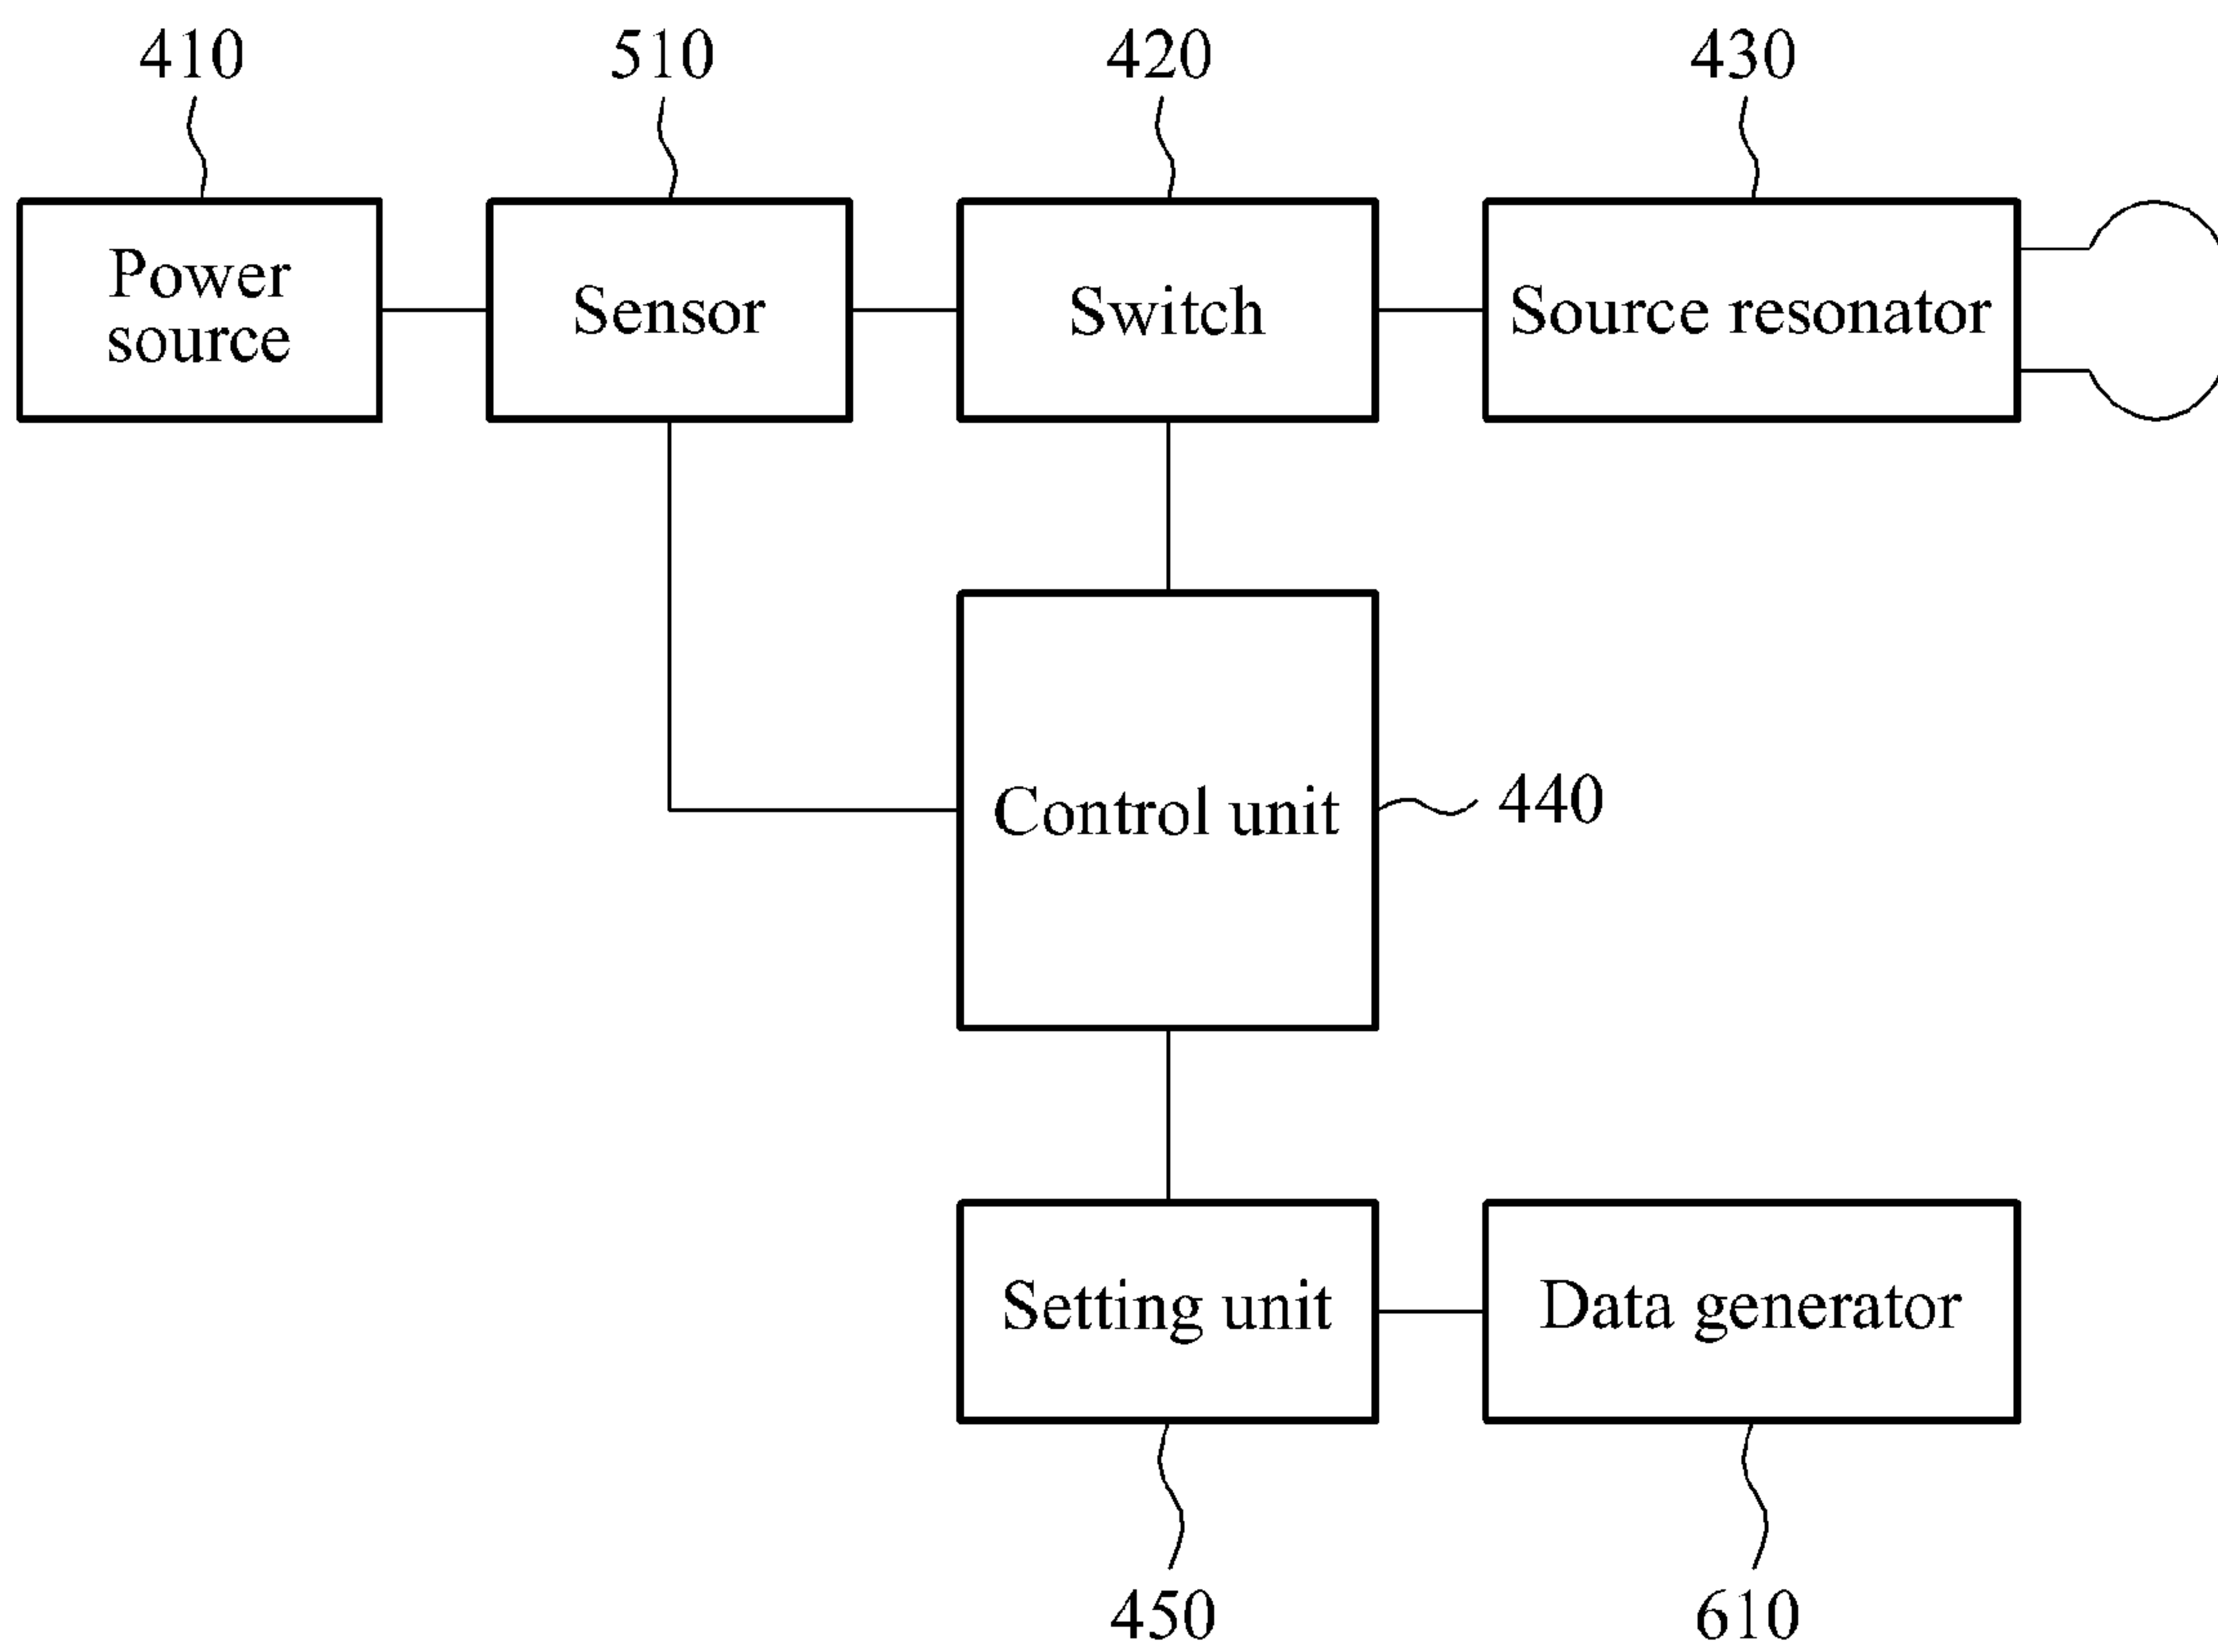 410
510
420
430
Power
source
Sensor
Switch
Source resonator
Control unit
440
Setting unit
Data generator
450
610